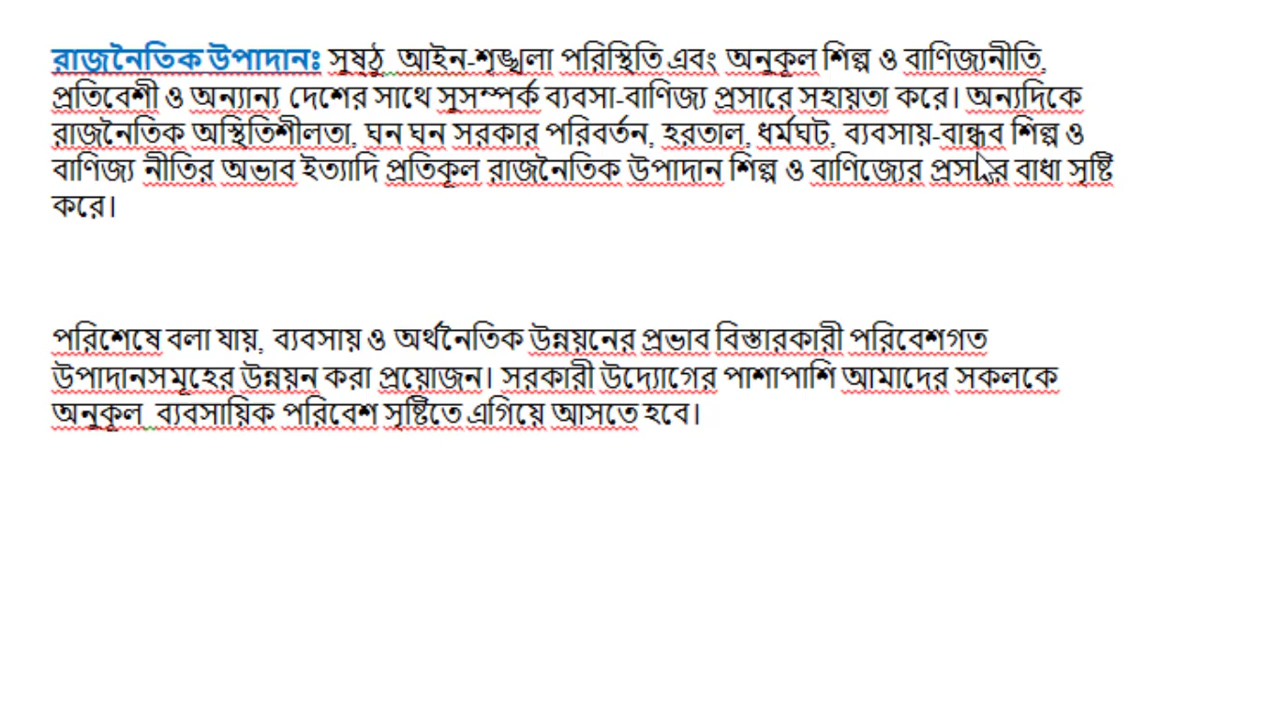 রাজনৈতিক উপাদানঃ সুষ্ঠু আইন-শৃঙ্খলা পরিস্থিতি এবং অনুকূল শিল্প ও বাণিজ্যনীতি,
প্রতিবেশী ও অন্যান্য দেশের সাথে সুসম্পর্ক ব্যবসা-বাণিজ্য প্রসারে সহায়তা করে। অন্যদিকে
রাজনৈতিক অস্থিতিশীলতা, ঘন ঘন সরকার পরিবর্তন, হরতাল, ধর্মঘট, ব্যবসায়-বান্ধব শিল্প ও
বাণিজ্য নীতির অভাব ইত্যাদি প্রতিকূল রাজনৈতিক উপাদান শিল্প ও বাণিজ্যের প্রসারে বাধা সৃষ্টি
করে।
পরিশেষে বলা যায়, ব্যবসায় ও অর্থনৈতিক উন্নয়নের প্রভাব বিস্তারকারী পরিবেশগত
উপাদানসমূহের উন্নয়ন করা প্রয়োজন। সরকারী উদ্যোগের পাশাপাশি আমাদের সকলকে
অনুকূল ব্যবসায়িক পরিবেশ সৃষ্টিতে এগিয়ে আসতে হবে।